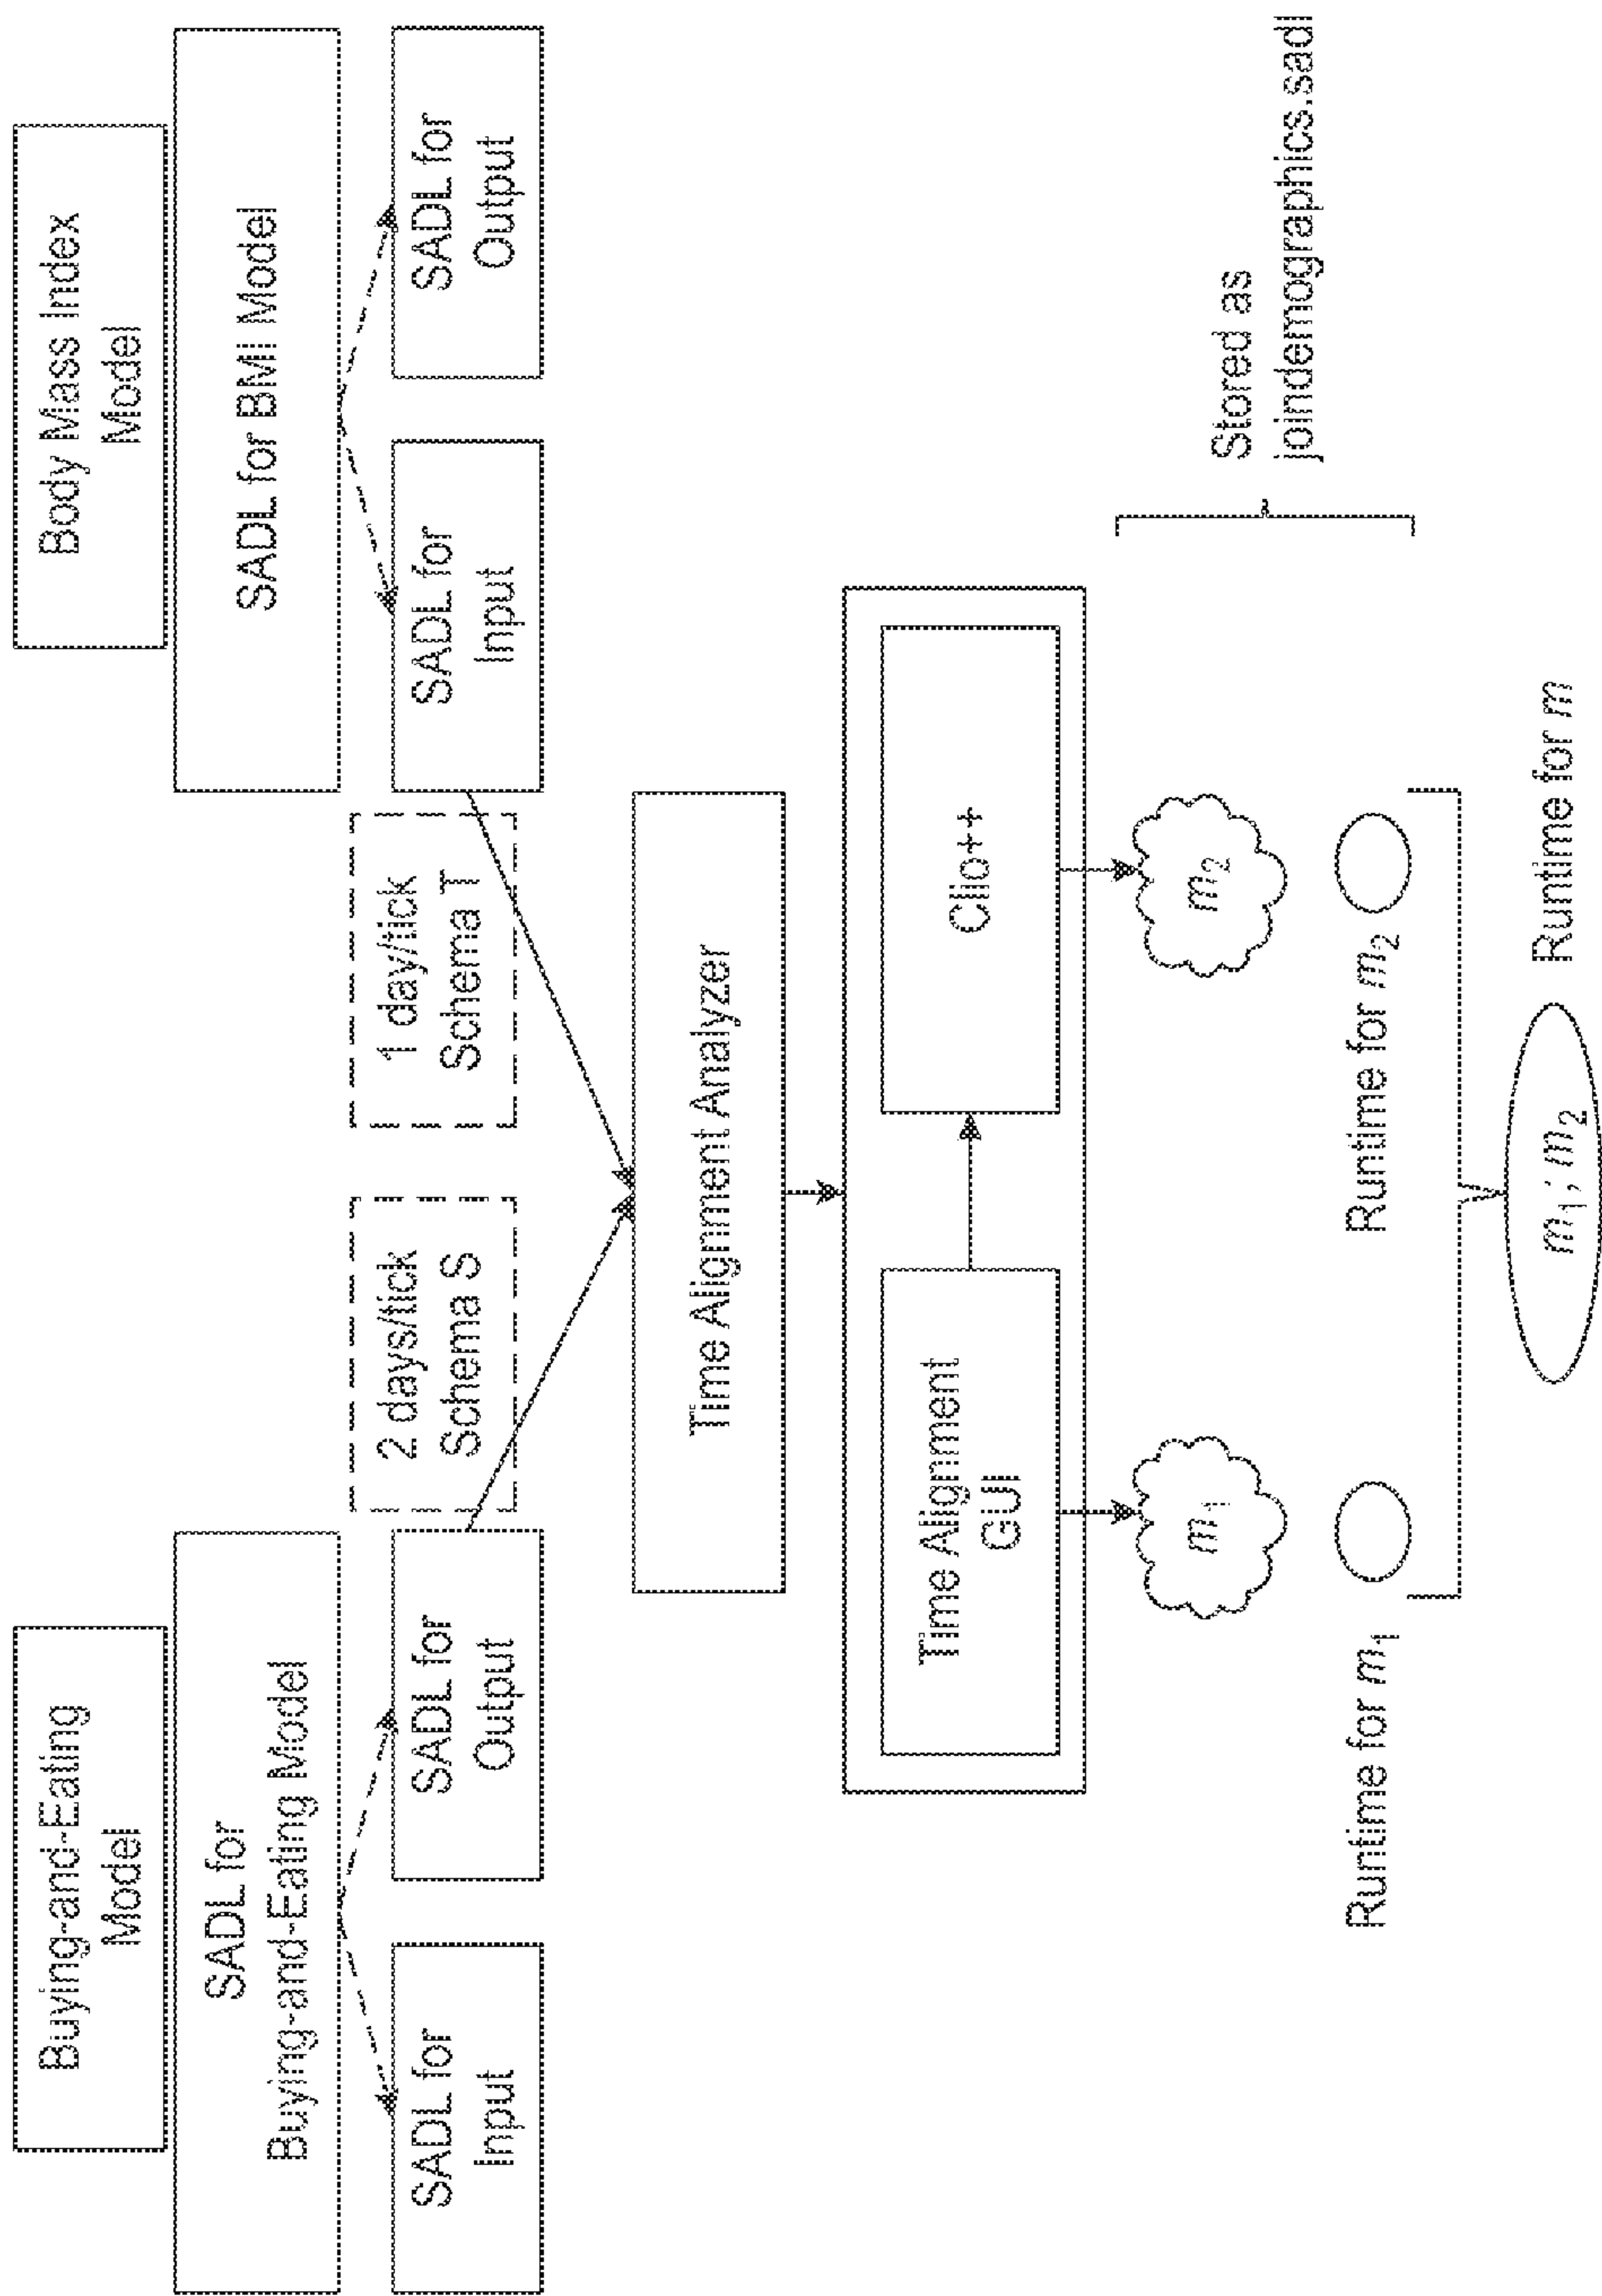 Buying-and-Eating
Model
SADL for
Buying-and-Eating Model
SADL for
Input
SADL for
Output
Body Mass Index
Model
SADL for BMI Model
SADL for
Input
SADL for
Output
2 days/tick
Schema S
1 day/tick
Schema T
Time Alignment Analyzer
Time Alignment
GUI
Clio++
m₁
m₂
Stored as
joindemographics.sadl
Runtime for m₁
Runtime for m₂
m₁; m₂
Runtime for m